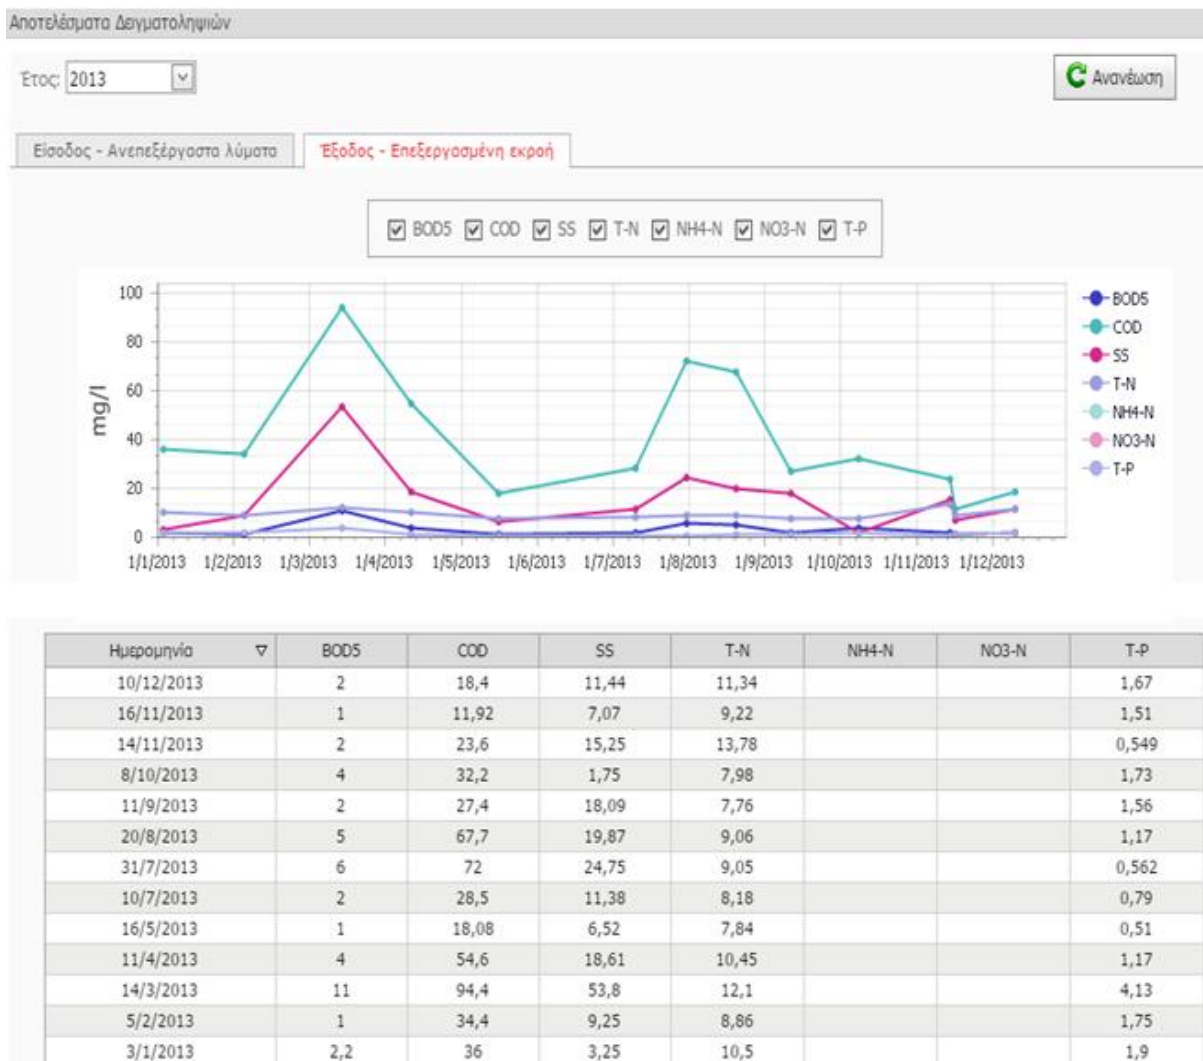 Αποτελέσματα Δειγματοληψιών
Έτος: 2013
Ανανέωση
Είσοδος - Ανεπεξέργαστα λύματα Έξοδος - Επεξεργασμένη εκροή
BOD5 COD SS T-N NH4-N NO3-N T-P
mg/l
100
80
60
40
20
0
1/1/2013 1/2/2013 1/3/2013 1/4/2013 1/5/2013 1/6/2013 1/7/2013 1/8/2013 1/9/2013 1/10/2013 1/11/2013 1/12/2013
BOD5
COD
SS
T-N
NH4-N
NO3-N
T-P
Ημερομηνία BOD5 COD SS T-N NH4-N NO3-N T-P
10/12/2013 2 18,4 11,44 11,34 1,67
16/11/2013 1 11,92 7,07 9,22 1,51
14/11/2013 2 23,6 15,25 13,78 0,549
8/10/2013 4 32,2 1,75 7,98 1,73
11/9/2013 2 27,4 18,09 7,76 1,56
20/8/2013 5 67,7 19,87 9,06 1,17
31/7/2013 6 72 24,75 9,05 0,562
10/7/2013 2 28,5 11,38 8,18 0,79
16/5/2013 1 18,08 6,52 7,84 0,51
11/4/2013 4 54,6 18,61 10,45 1,17
14/3/2013 11 94,4 53,8 12,1 4,13
5/2/2013 1 34,4 9,25 8,86 1,75
3/1/2013 2,2 36 3,25 10,5 1,9